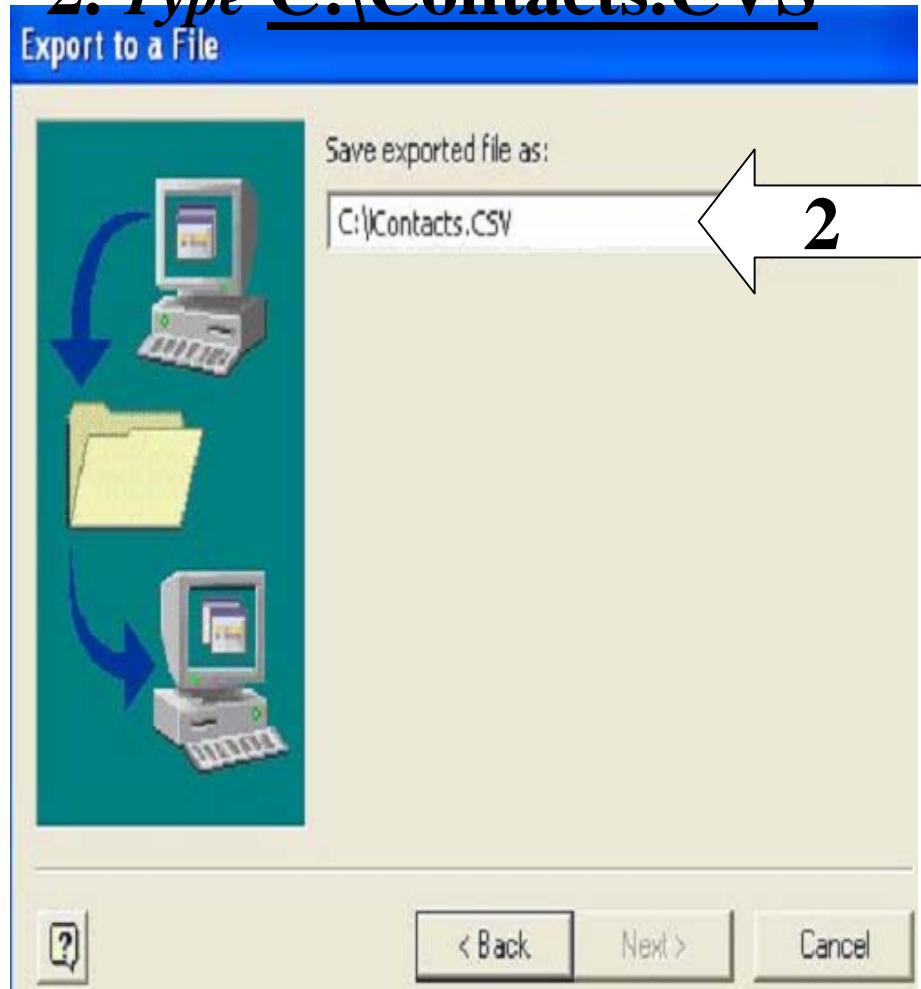 2. Type C:\Contacts.CVS
Export to a File
Save exported file as:
C:\Contacts.CSV
2
?
< Back Next > Cancel